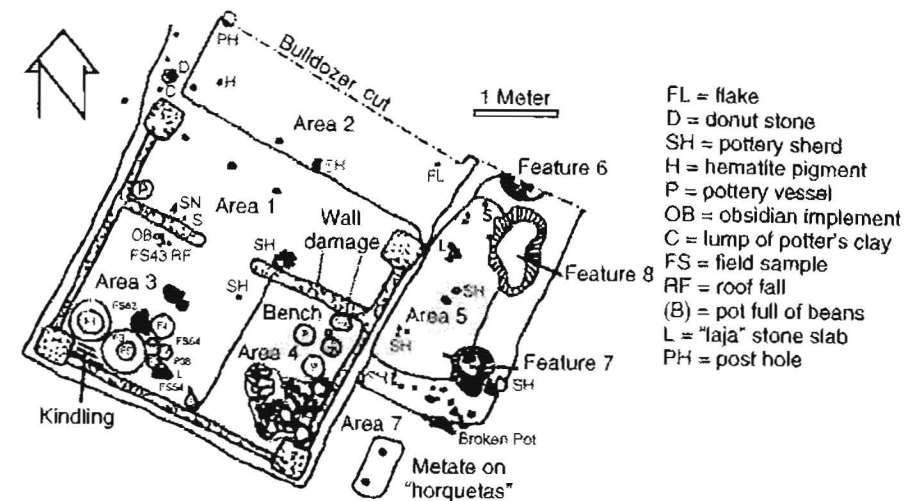 PH
Bulldozer cut
D
C
H
1 Meter
Area 2
SH
FL
Feature 6
P
SN
S
Area 1
Wall
damage
OB
FS43 RF
SH
SH
S
L
Feature 8
Area 3
SH
Area 5
SH
Bench
FS62
FS64
Area 4
P
Feature 7
SH
L
FS54
Kindling
Area 7
Broken Pot
Metate on
"horquetas"
FL = flake
D = donut stone
SH = pottery sherd
H = hematite pigment
P = pottery vessel
OB = obsidian implement
C = lump of potter's clay
FS = field sample
RF = roof fall
(B) = pot full of beans
L = "laja" stone slab
PH = post hole